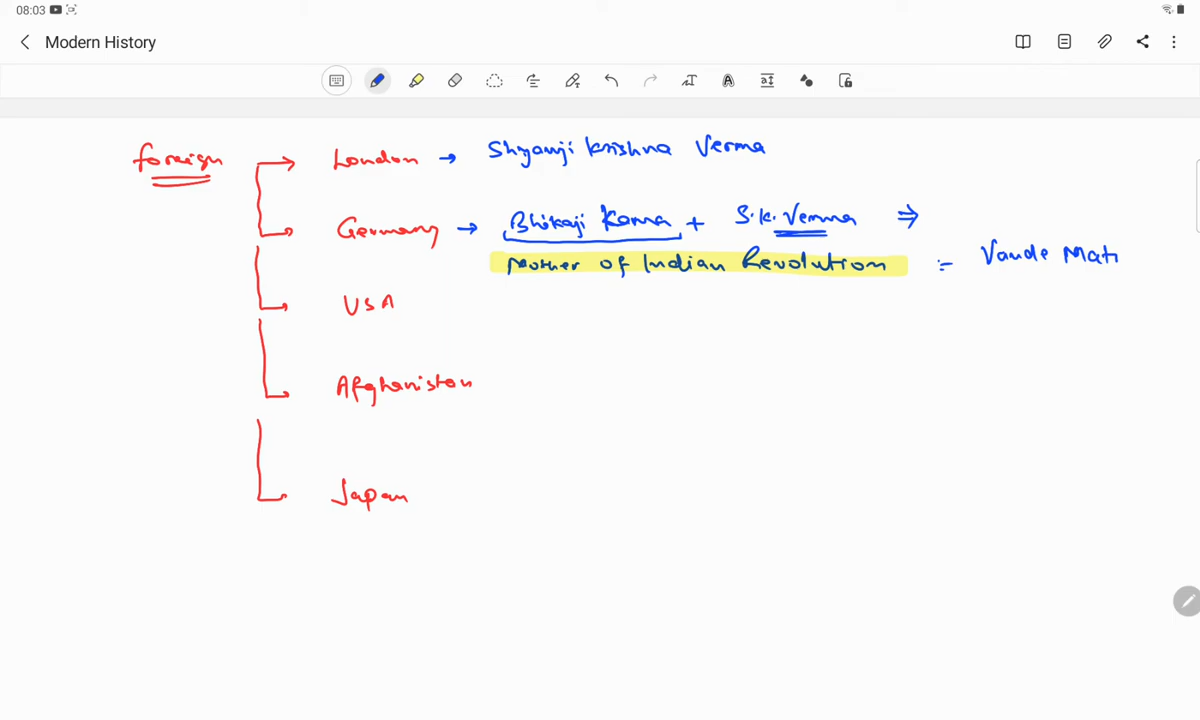 08:03
Modern History
foreign
London → Shyamji Krishna Verma
Germany → Bhikaji Kama + S.K. Verma ⇒
Mother of Indian Revolution :- Vande Mat
USA
Afghanistan
Japan